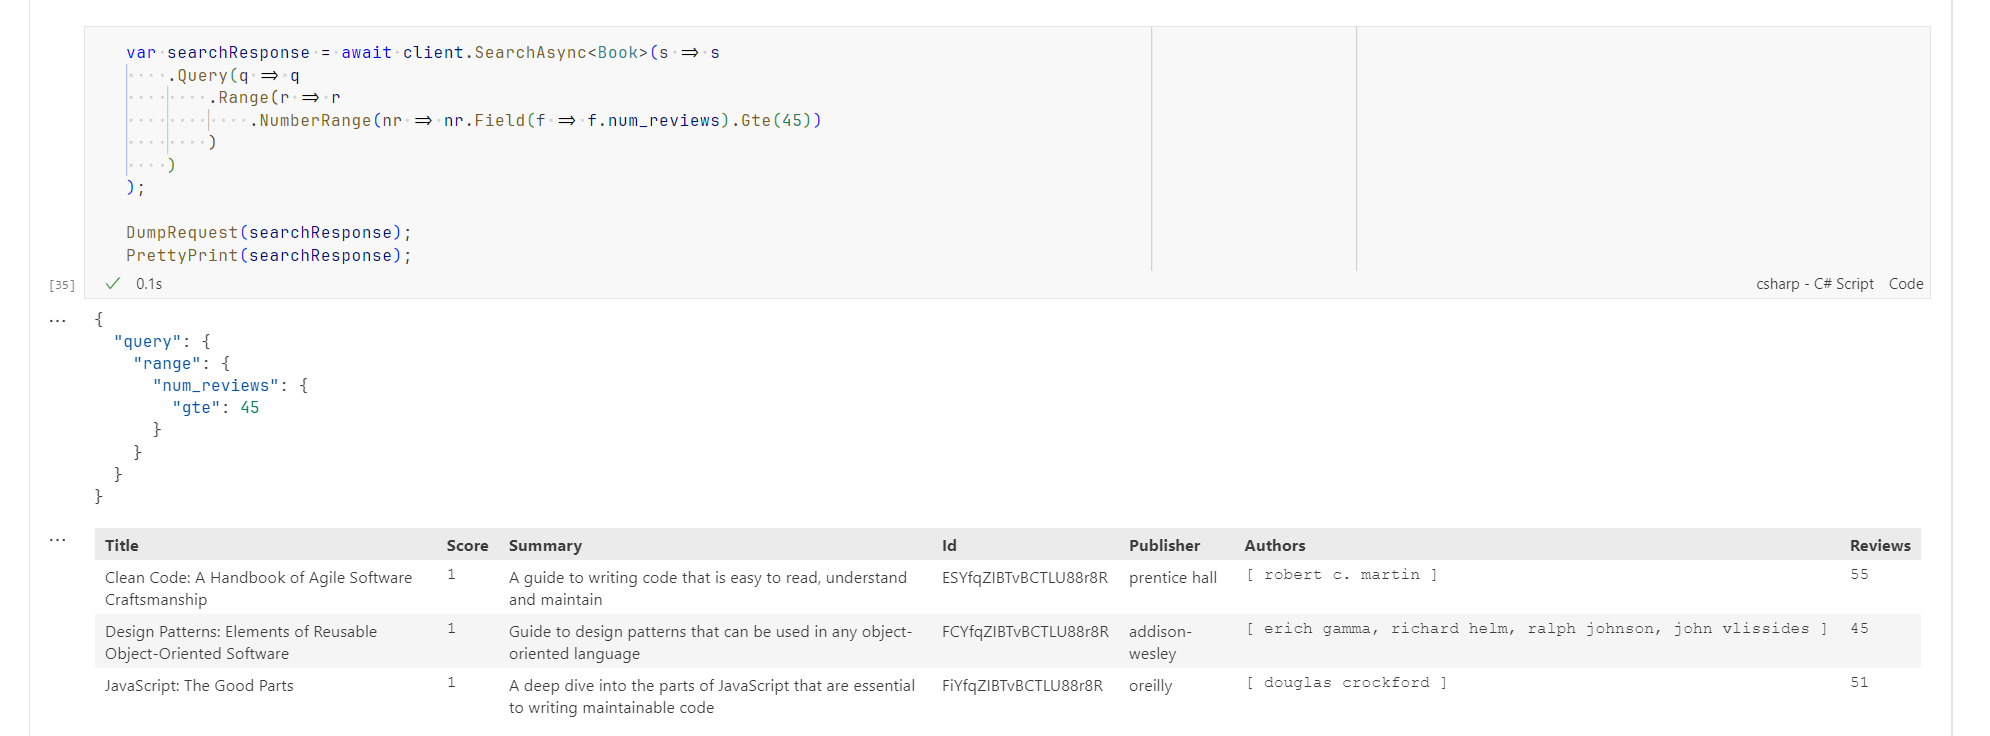 var searchResponse = await client.SearchAsync<Book>(s => s
    .Query(q => q
        .Range(r => r
            .NumberRange(nr => nr.Field(f => f.num_reviews).Gte(45))
        )
    )
);

DumpRequest(searchResponse);
PrettyPrint(searchResponse);
[35] ✓ 0.1s csharp - C# Script Code
... {
  "query": {
    "range": {
      "num_reviews": {
        "gte": 45
      }
    }
  }
}
...
Title Score Summary Id Publisher Authors Reviews
Clean Code: A Handbook of Agile Software Craftsmanship 1 A guide to writing code that is easy to read, understand and maintain ESYfqZIBTvBCTLU88r8R prentice hall [ robert c. martin ] 55
Design Patterns: Elements of Reusable Object-Oriented Software 1 Guide to design patterns that can be used in any object-oriented language FCYfqZIBTvBCTLU88r8R addison-wesley [ erich gamma, richard helm, ralph johnson, john vlissides ] 45
JavaScript: The Good Parts 1 A deep dive into the parts of JavaScript that are essential to writing maintainable code FiYfqZIBTvBCTLU88r8R oreilly [ douglas crockford ] 51